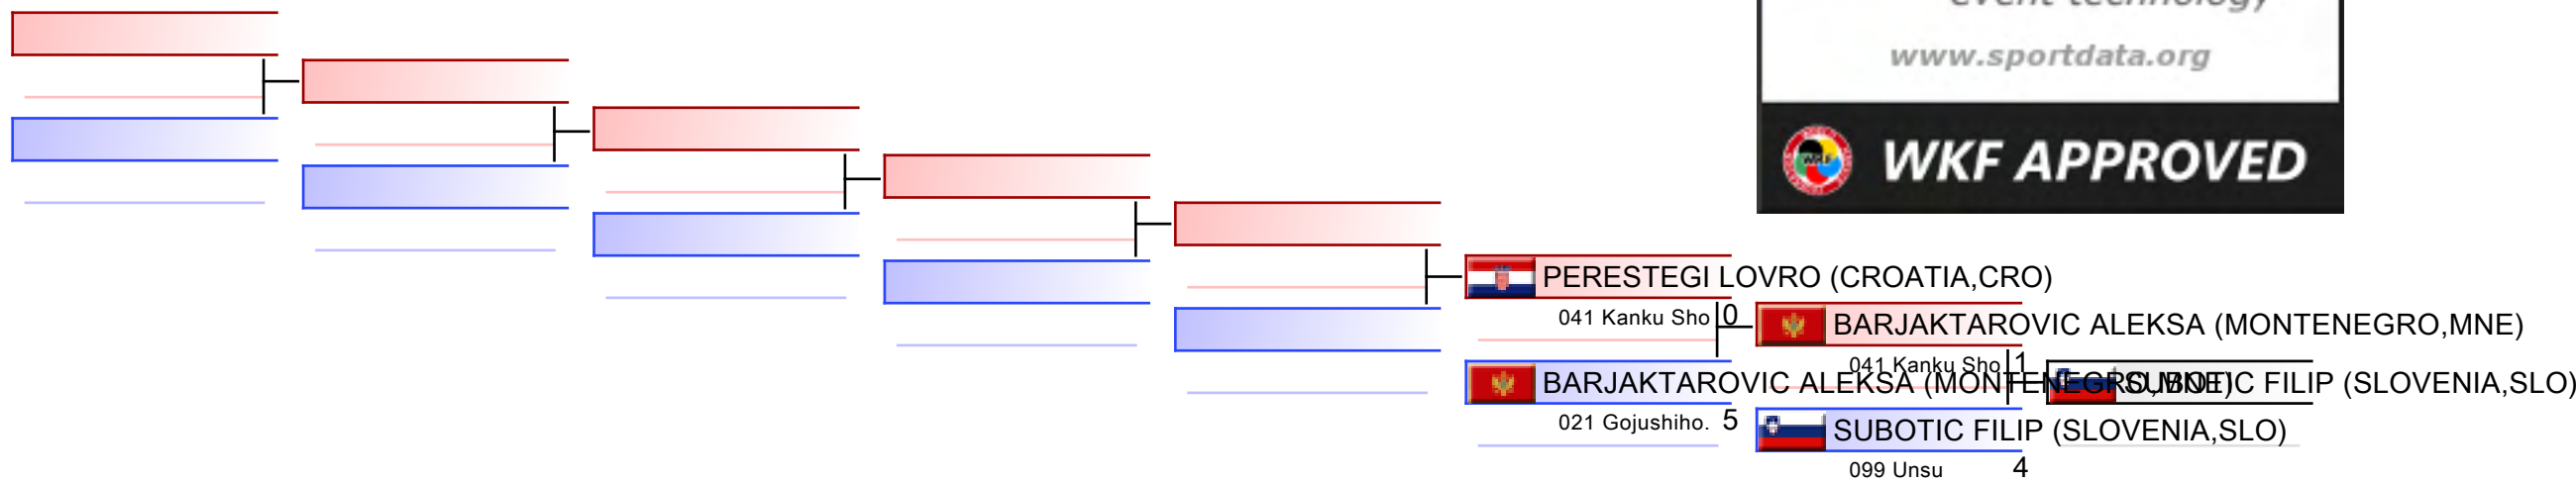 event technology
www.sportdata.org
WKF APPROVED
PERESTEGI LOVRO (CROATIA,CRO)
041 Kanku Sho 0
BARJAKTAROVIC ALEKSA (MONTENEGRO,MNE)
041 Kanku Sho 1
BARJAKTAROVIC ALEKSA (MONTENEGRO,MNE)
SUBOTIC FILIP (SLOVENIA,SLO)
021 Gojushiho. 5
SUBOTIC FILIP (SLOVENIA,SLO)
099 Unsu 4